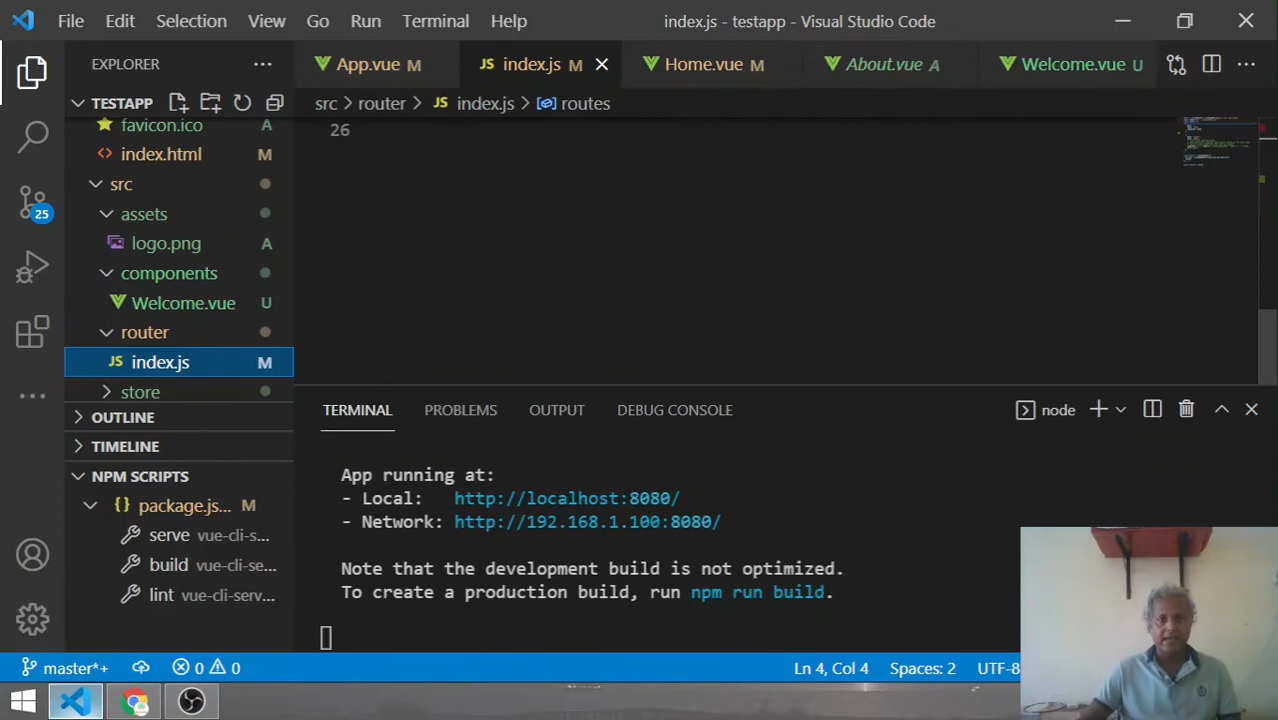 File Edit Selection View Go Run Terminal Help index.js - testapp - Visual Studio Code
EXPLORER
App.vue M
JS index.js M
Home.vue M
About.vue A
Welcome.vue U
TESTAPP
src > router > JS index.js > routes
favicon.ico A
26
index.html M
src
assets
logo.png A
components
Welcome.vue U
router
JS index.js M
store
25
OUTLINE
TIMELINE
NPM SCRIPTS
{} package.js... M
serve vue-cli-s...
build vue-cli-se...
lint vue-cli-serv...
TERMINAL PROBLEMS OUTPUT DEBUG CONSOLE
node
App running at:
- Local: http://localhost:8080/
- Network: http://192.168.1.100:8080/
Note that the development build is not optimized.
To create a production build, run npm run build.
master*+ 0 0 Ln 4, Col 4 Spaces: 2 UTF-8